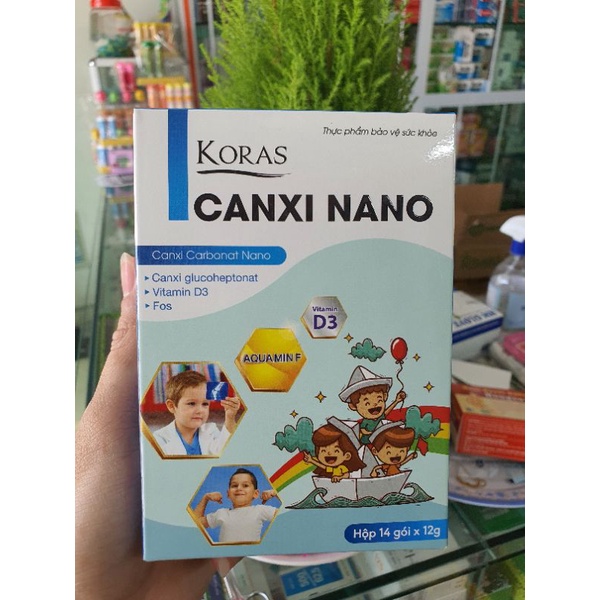 Thực phẩm bảo vệ sức khỏe
KORAS
CANXI NANO
Canxi Carbonat Nano
Canxi glucoheptonat
Vitamin D3
Fos
Vitamin
D3
AQUAMIN F
Hộp 14 gói x 12g